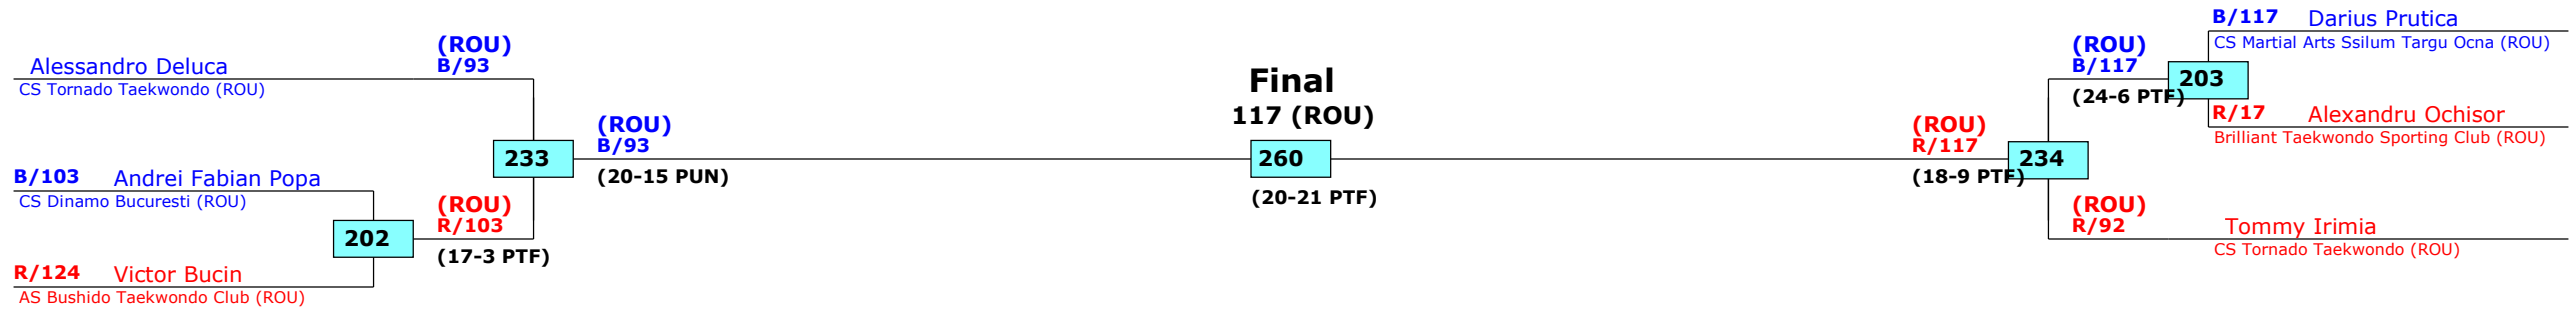 Alessandro Deluca
CS Tornado Taekwondo (ROU)
(ROU)
B/93
B/103 Andrei Fabian Popa
CS Dinamo Bucuresti (ROU)
202
R/124 Victor Bucin
AS Bushido Taekwondo Club (ROU)
(ROU)
R/103
(17-3 PTF)
233
(ROU)
B/93
(20-15 PUN)
Final
117 (ROU)
260
(20-21 PTF)
(ROU)
R/117
(18-9 PTF)
234
(ROU)
B/117
(24-6 PTF)
203
B/117 Darius Prutica
CS Martial Arts Ssilum Targu Ocna (ROU)
R/17 Alexandru Ochisor
Brilliant Taekwondo Sporting Club (ROU)
(ROU)
R/92
Tommy Irimia
CS Tornado Taekwondo (ROU)